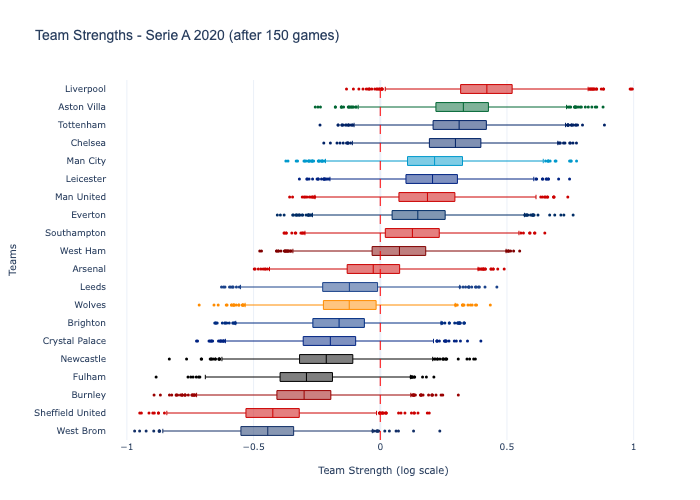 Team Strengths - Serie A 2020 (after 150 games)
Liverpool
Aston Villa
Tottenham
Chelsea
Man City
Leicester
Man United
Everton
Southampton
West Ham
Arsenal
Leeds
Wolves
Brighton
Crystal Palace
Newcastle
Fulham
Burnley
Sheffield United
West Brom
Teams
−1 −0.5 0 0.5 1
Team Strength (log scale)